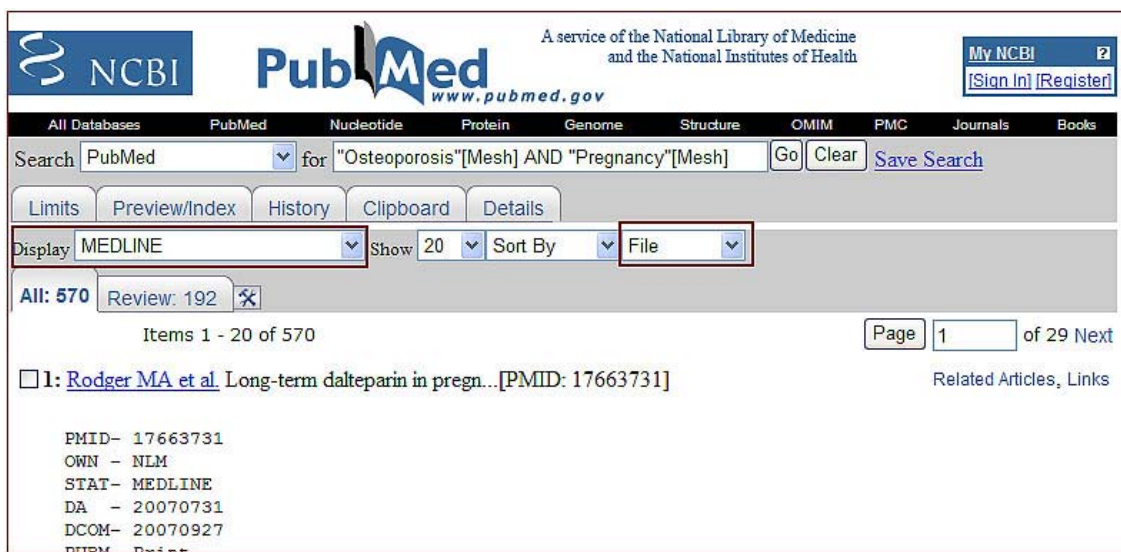 NCBI
PubMed
www.pubmed.gov
A service of the National Library of Medicine
and the National Institutes of Health
My NCBI ?
[Sign In] [Register]
All Databases PubMed Nucleotide Protein Genome Structure OMIM PMC Journals Books
Search PubMed for "Osteoporosis"[Mesh] AND "Pregnancy"[Mesh] Go Clear Save Search
Limits Preview/Index History Clipboard Details
Display MEDLINE Show 20 Sort By File
All: 570 Review: 192
Items 1 - 20 of 570 Page 1 of 29 Next
1: Rodger MA et al. Long-term dalteparin in pregn...[PMID: 17663731] Related Articles, Links
PMID- 17663731
OWN - NLM
STAT- MEDLINE
DA - 20070731
DCOM- 20070927